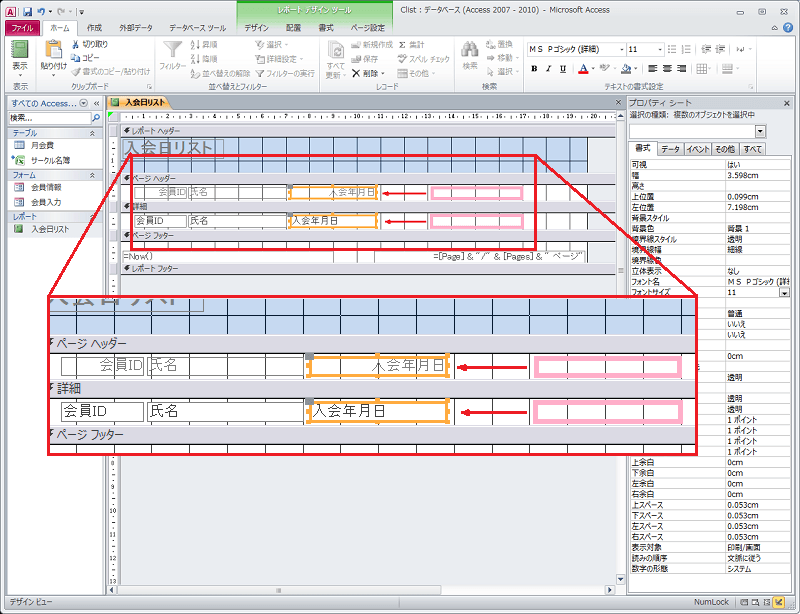 レポート デザイン ツール
Clist : データベース (Access 2007 - 2010) - Microsoft Access
ファイル ホーム 作成 外部データ データベース ツール デザイン 配置 書式 ページ設定
表示
貼り付け
切り取り
コピー
書式のコピー/貼り付け
フィルター
昇順
降順
並べ替えの解除
選択
詳細設定
フィルターの実行
すべて
更新
新規作成
保存
削除
集計
スペル チェック
その他
検索
置換
移動
選択
MS Pゴシック (詳細) 11
B I U A
表示 クリップボード 並べ替えとフィルター レコード 検索 テキストの書式設定
すべての Access...
検索...
テーブル
月会費
サークル名簿
フォーム
会員情報
会員入力
レポート
入会日リスト
入会日リスト
レポート ヘッダー
入会日リスト
ページ ヘッダー
会員ID 氏名 入会年月日
詳細
会員ID 氏名 入会年月日
ページ フッター
=Now() =[Page] & "/" & [Pages] & " ページ"
レポート フッター
入会日リスト
ページ ヘッダー
会員ID 氏名 入会年月日
詳細
会員ID 氏名 入会年月日
ページ フッター
プロパティ シート
選択の種類: 複数のオブジェクトを選択中
書式 データ イベント その他 すべて
可視 はい
幅 3.598cm
高さ
上位置 0.099cm
左位置 7.198cm
背景スタイル
背景色 背景 1
境界線スタイル 透明
境界線幅 細線
境界線色
立体表示 なし
フォント名 MS Pゴシック (詳細
フォントサイズ 11
普通
いいえ
いいえ
0cm
透明
透明
透明
1 ポイント
1 ポイント
1 ポイント
1 ポイント
上余白 0cm
下余白 0cm
左余白 0cm
右余白 0cm
上スペース 0.053cm
下スペース 0.053cm
左スペース 0.053cm
右スペース 0.053cm
表示対象 印刷/画面
読みの順序 文脈に従う
数字の形態 システム
デザイン ビュー NumLock